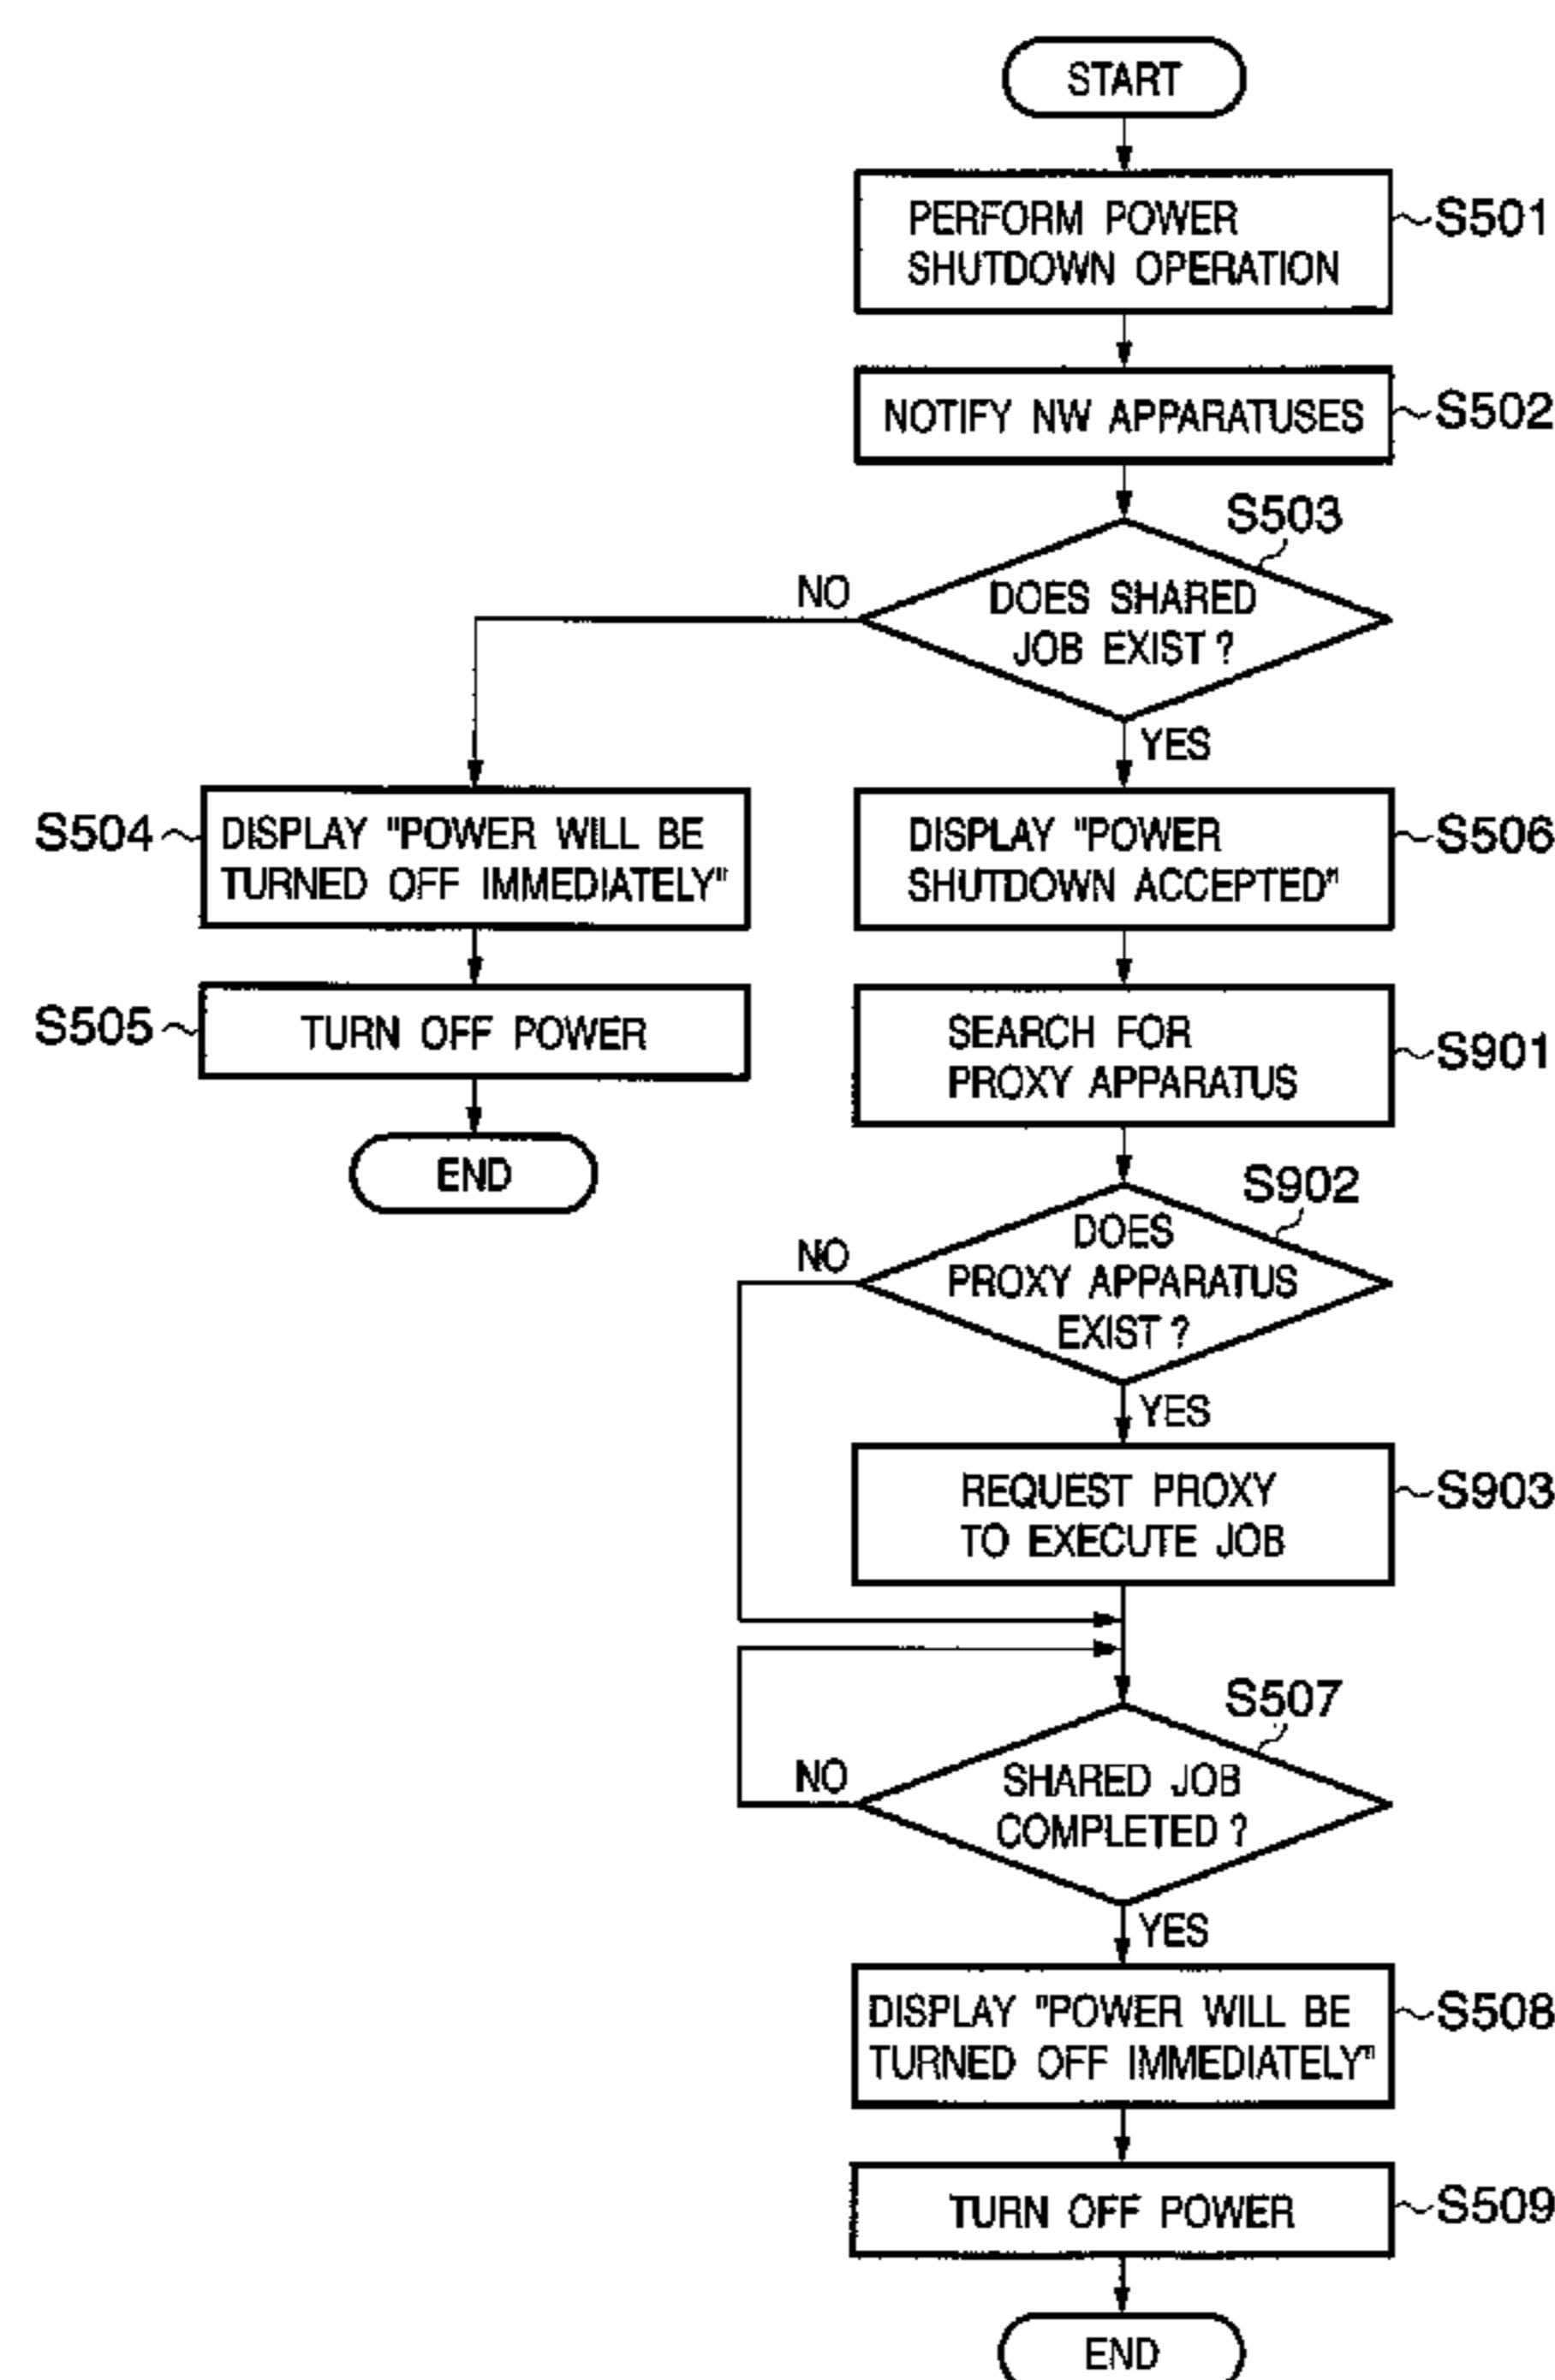 START
PERFORM POWER
SHUTDOWN OPERATION
S501
NOTIFY NW APPARATUSES
S502
S503
DOES SHARED
JOB EXIST?
NO
YES
S504
DISPLAY "POWER WILL BE
TURNED OFF IMMEDIATELY"
DISPLAY "POWER
SHUTDOWN ACCEPTED"
S506
S505
TURN OFF POWER
SEARCH FOR
PROXY APPARATUS
S901
END
S902
DOES
PROXY APPARATUS
EXIST?
NO
YES
REQUEST PROXY
TO EXECUTE JOB
S903
S507
SHARED JOB
COMPLETED?
NO
YES
DISPLAY "POWER WILL BE
TURNED OFF IMMEDIATELY"
S508
TURN OFF POWER
S509
END